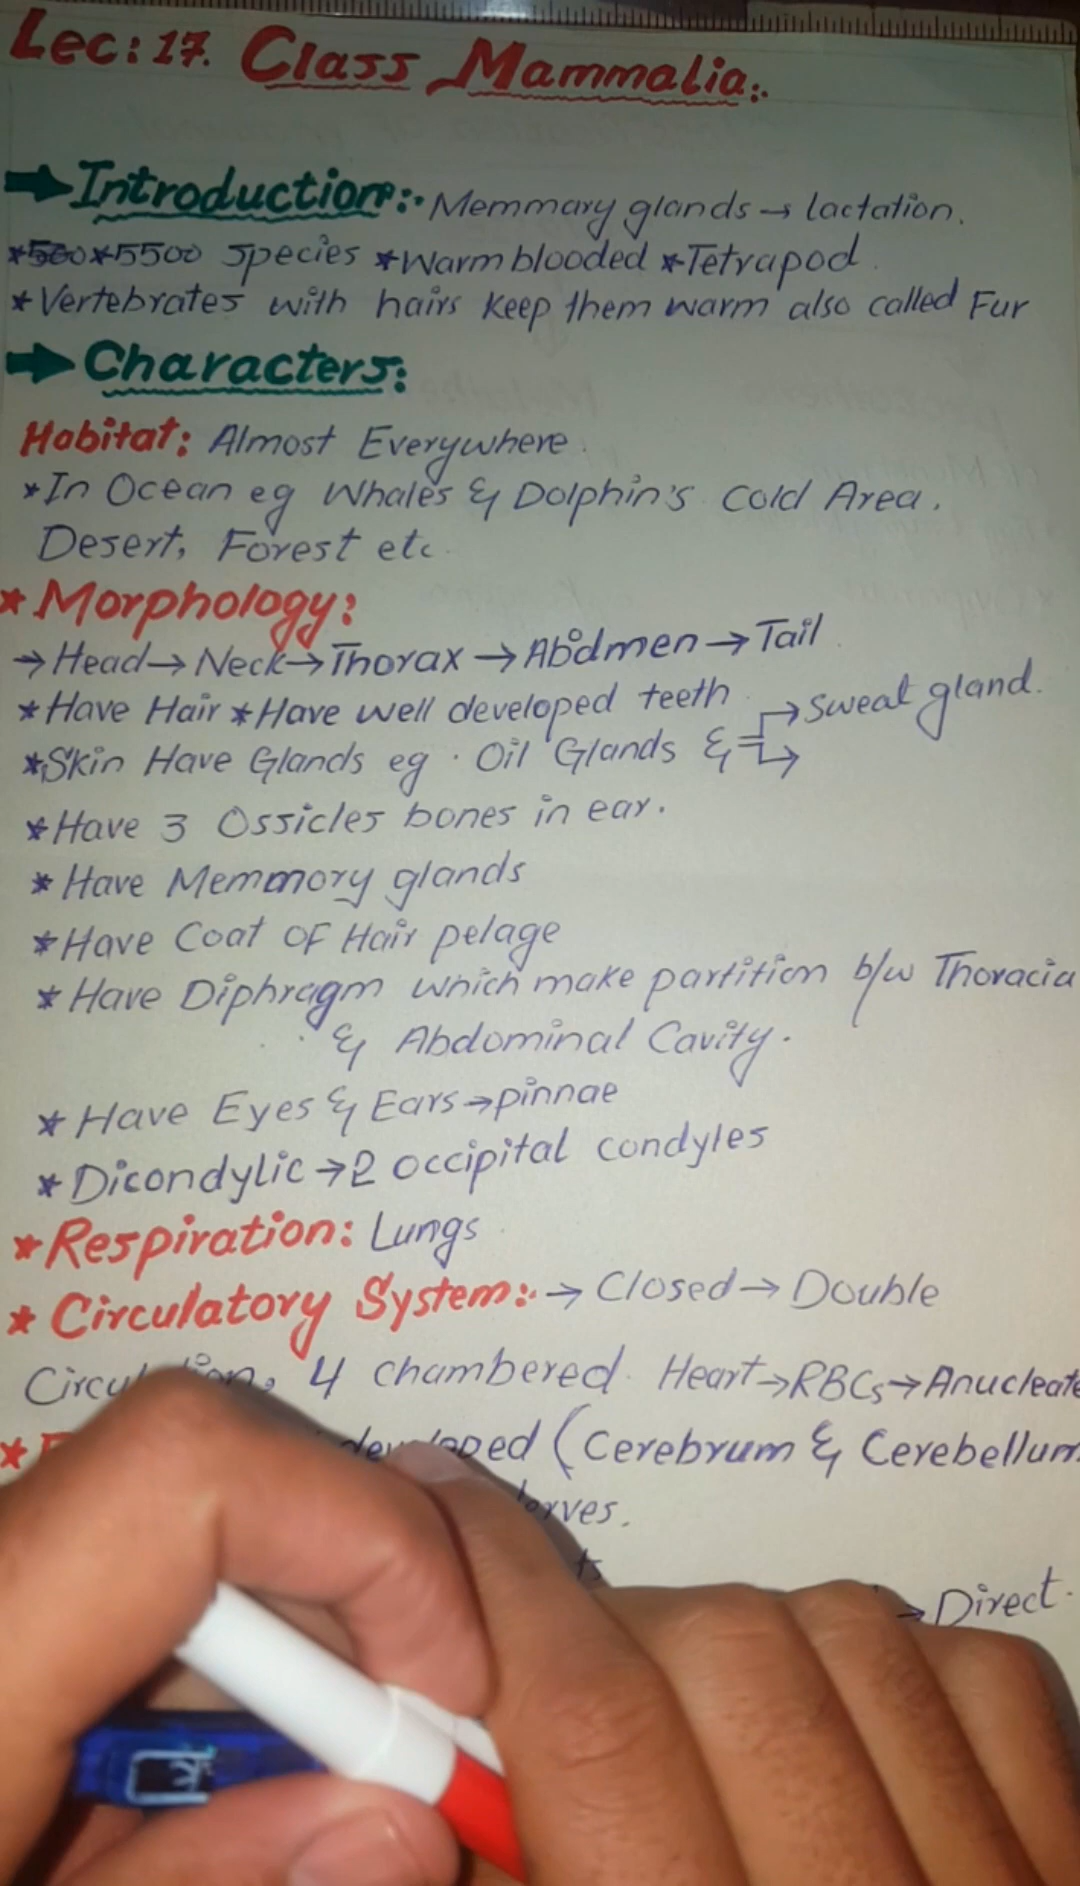 Lec: 17. Class Mammalia:.
➡Introduction:. Memmary glands → lactation.
*5500 Species *Warm blooded *Tetrapod.
*Vertebrates with hairs keep them warm also called Fur
➡Characters:
Habitat: Almost Everywhere.
*In Ocean eg Whales & Dolphin's Cold Area.
Desert, Forest etc.
* Morphology:
→Head→Neck→Thorax→Abdmen→Tail
*Have Hair *Have well developed teeth
→Sweat gland.
*Skin Have Glands eg. Oil Glands &
→
*Have 3 Ossicles bones in ear.
* Have Memmory glands
*Have Coat OF Hair pelage
* Have Diphragm which make partition b/w Thoracia
& Abdominal Cavity.
* Have Eyes & Ears→pinnae
* Dicondylic→2 occipital condyles
*Respiration: Lungs
* Circulatory System:. → Closed → Double
4 chambered Heart→RBCs→Anucleate
* (Cerebrum & Cerebellum
→ Direct.